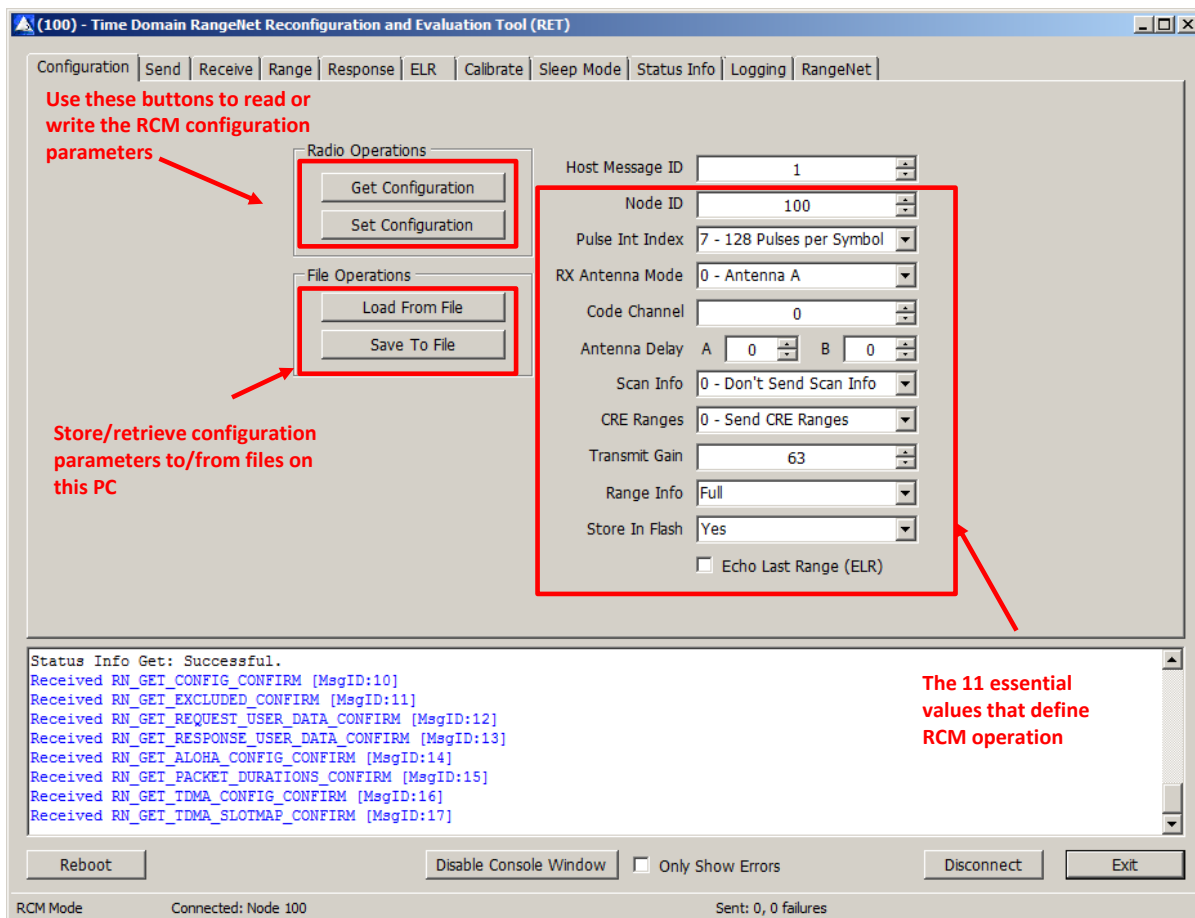 (100) - Time Domain RangeNet Reconfiguration and Evaluation Tool (RET)
Configuration Send Receive Range Response ELR Calibrate Sleep Mode Status Info Logging RangeNet
Use these buttons to read or
write the RCM configuration
parameters
Radio Operations
Get Configuration
Set Configuration
File Operations
Load From File
Save To File
Store/retrieve configuration
parameters to/from files on
this PC
Host Message ID 1
Node ID 100
Pulse Int Index 7 - 128 Pulses per Symbol
RX Antenna Mode 0 - Antenna A
Code Channel 0
Antenna Delay A 0 B 0
Scan Info 0 - Don't Send Scan Info
CRE Ranges 0 - Send CRE Ranges
Transmit Gain 63
Range Info Full
Store In Flash Yes
Echo Last Range (ELR)
The 11 essential
values that define
RCM operation
Status Info Get: Successful.
Received RN_GET_CONFIG_CONFIRM [MsgID:10]
Received RN_GET_EXCLUDED_CONFIRM [MsgID:11]
Received RN_GET_REQUEST_USER_DATA_CONFIRM [MsgID:12]
Received RN_GET_RESPONSE_USER_DATA_CONFIRM [MsgID:13]
Received RN_GET_ALOHA_CONFIG_CONFIRM [MsgID:14]
Received RN_GET_PACKET_DURATIONS_CONFIRM [MsgID:15]
Received RN_GET_TDMA_CONFIG_CONFIRM [MsgID:16]
Received RN_GET_TDMA_SLOTMAP_CONFIRM [MsgID:17]
Reboot Disable Console Window Only Show Errors Disconnect Exit
RCM Mode Connected: Node 100 Sent: 0, 0 failures